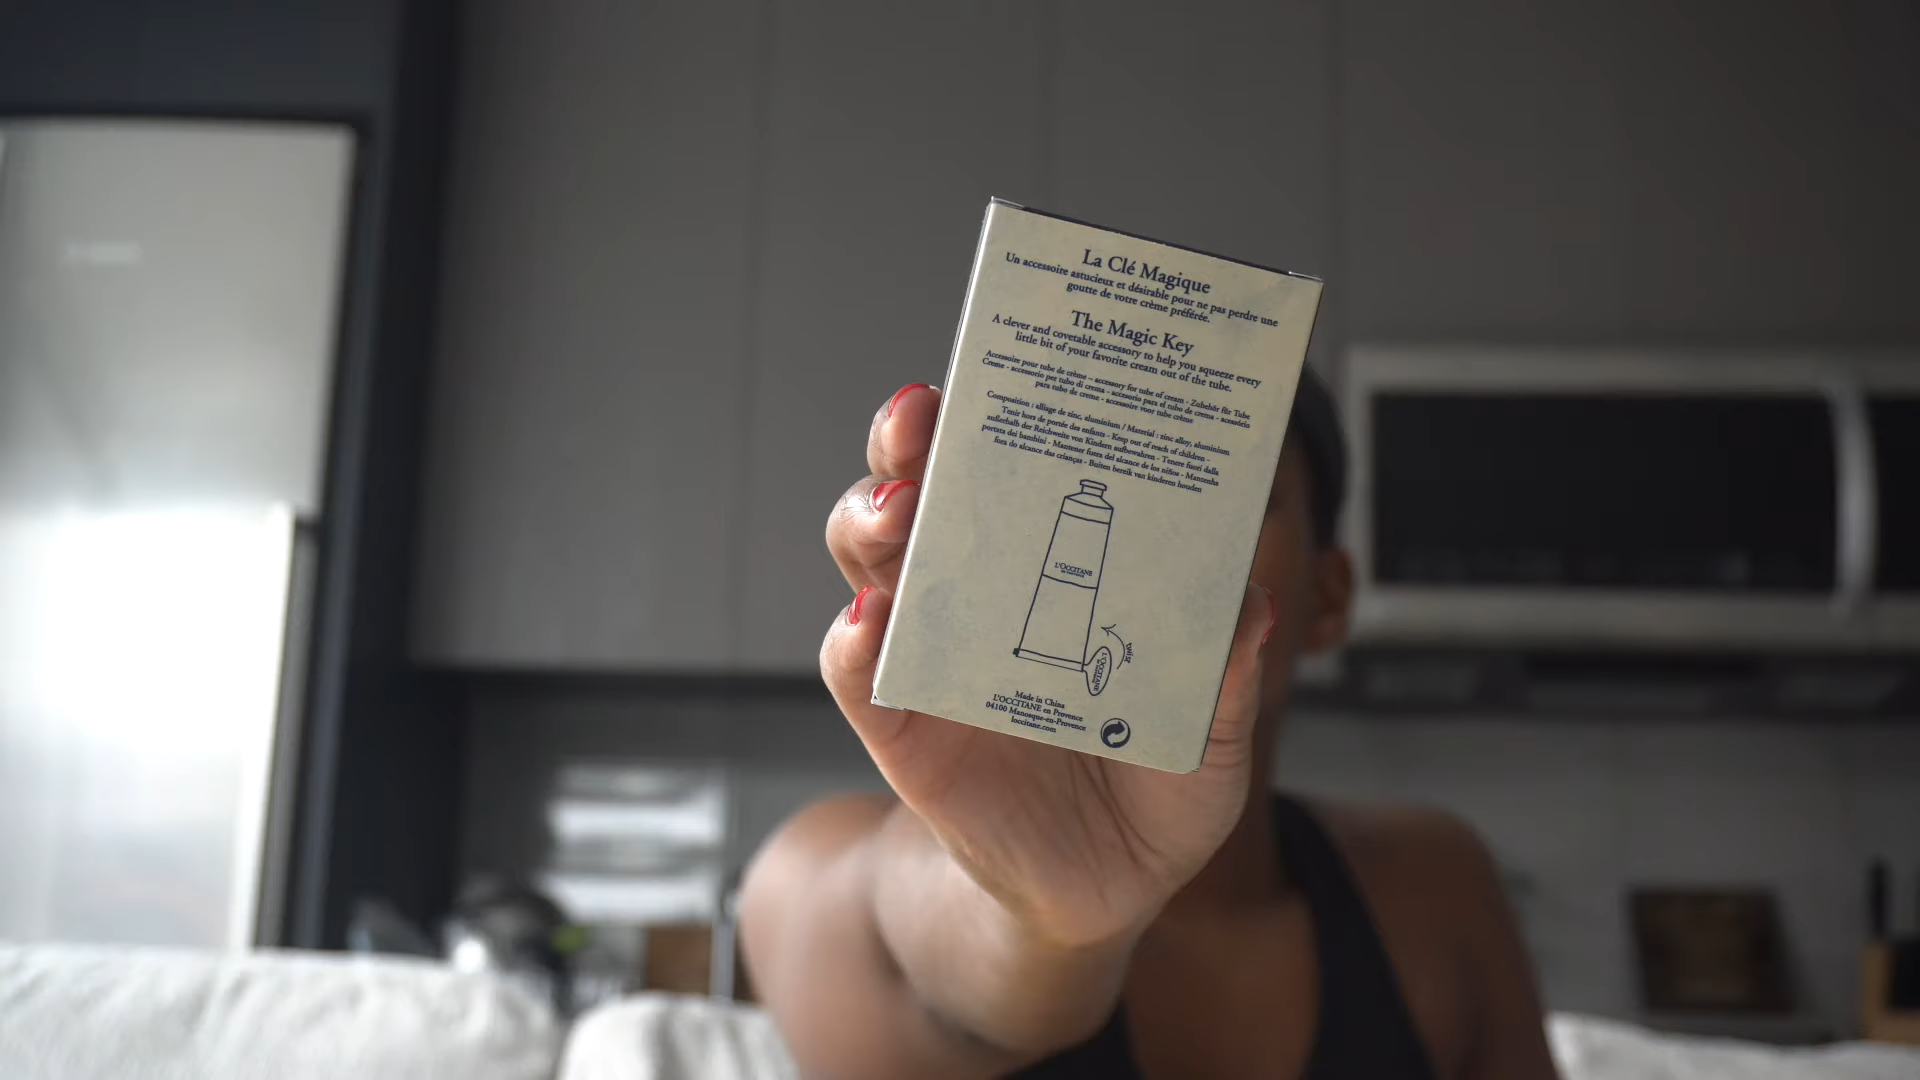 La Clé Magique
Un accessoire astucieux et désirable pour ne pas perdre une
goutte de votre crème préférée.
The Magic Key
A clever and covetable accessory to help you squeeze every
little bit of your favorite cream out of the tube.
Accessoire pour tube de crème – accessory for tube of cream - Zubehör für Tube
Creme - accessorio per tubo di crema - accesorio para el tubo de crema - acessório
para tubo de creme - accessoire voor tube crème
Composition : alliage de zinc, aluminium / Material : zinc alloy, aluminium
Tenir hors de portée des enfants - Keep out of reach of children -
außerhalb der Reichweite von Kindern aufbewahren - Tenere fuori dalla
portata dei bambini - Mantener fuera del alcance de los niños - Mantenha
fora do alcance das crianças - Buiten bereik van kinderen houden
L'OCCITANE
EN PROVENCE
twist
L'OCCITANE
Made in China
L'OCCITANE en Provence
04100 Manosque-en-Provence
loccitane.com